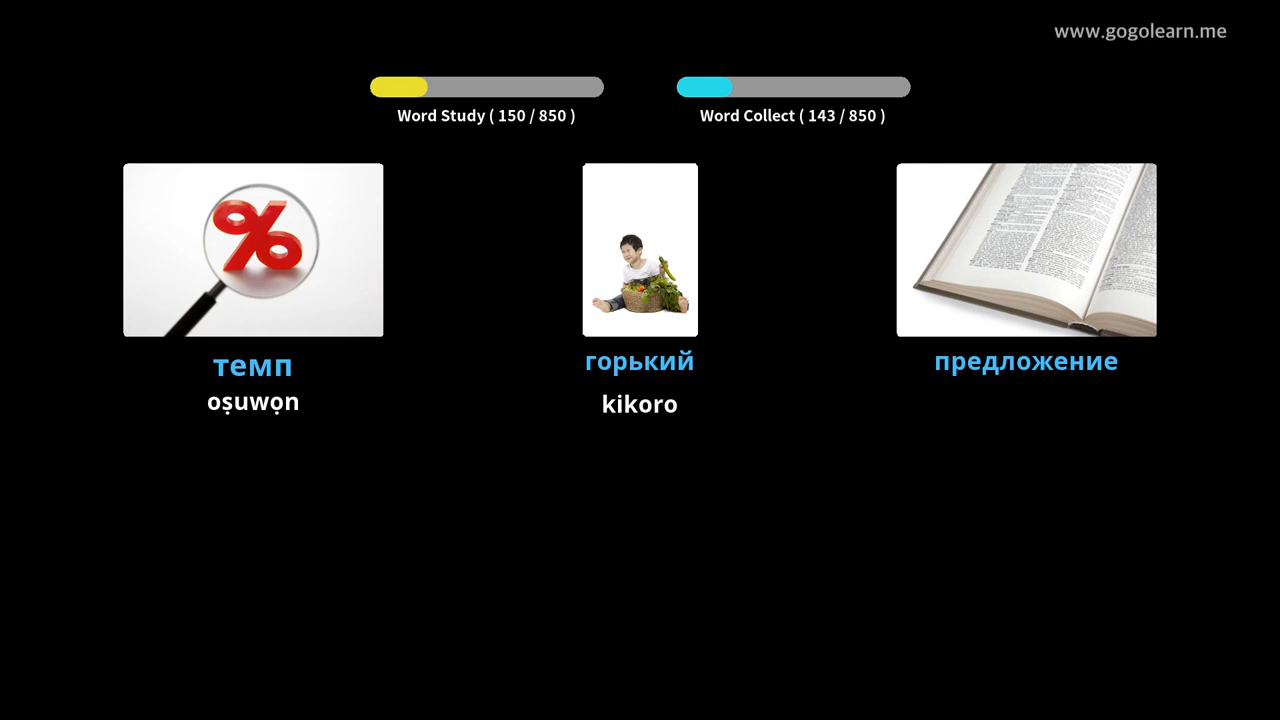 www.gogolearn.me
Word Study ( 150 / 850 )
Word Collect ( 143 / 850 )
темп
oṣuwọn
горький
kikoro
предложение